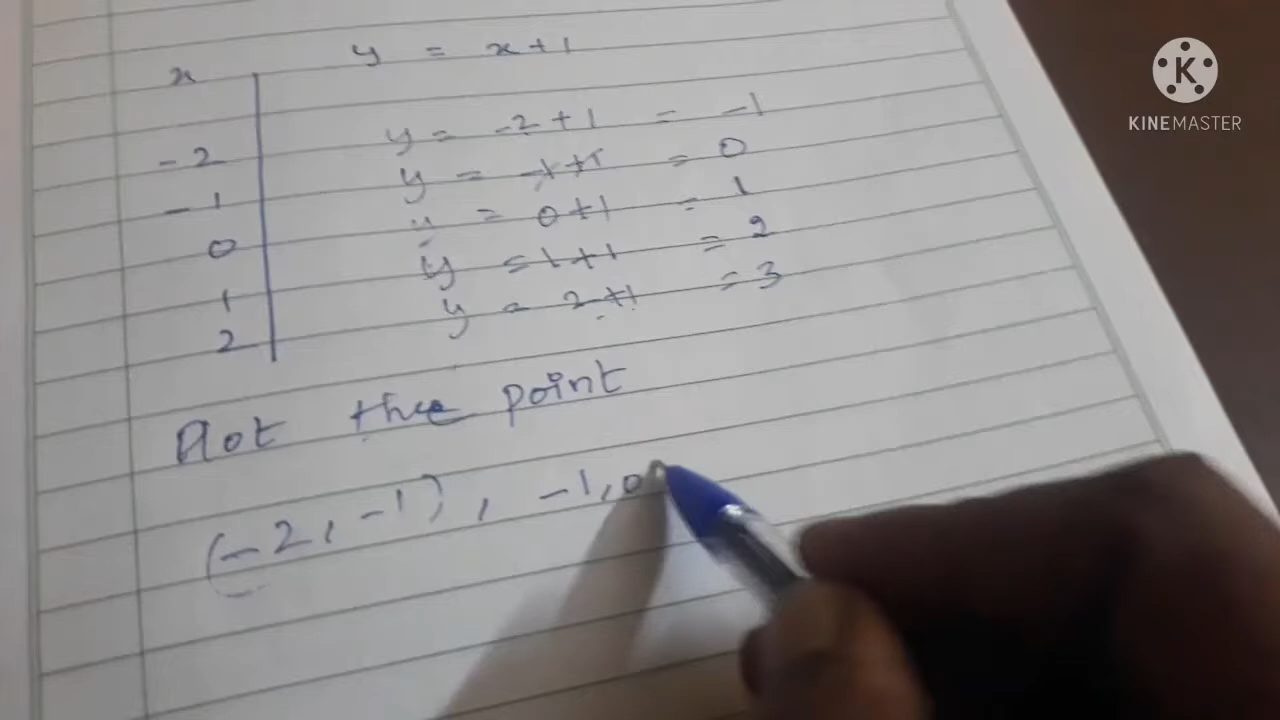 x y = x+1
-2 y = -2+1 = -1
-1 y = -1+1 = 0
0 y = 0+1 = 1
1 y = 1+1 = 2
2 y = 2+1 = 3
Plot the point
(-2, -1), -1,0
K
KINEMASTER